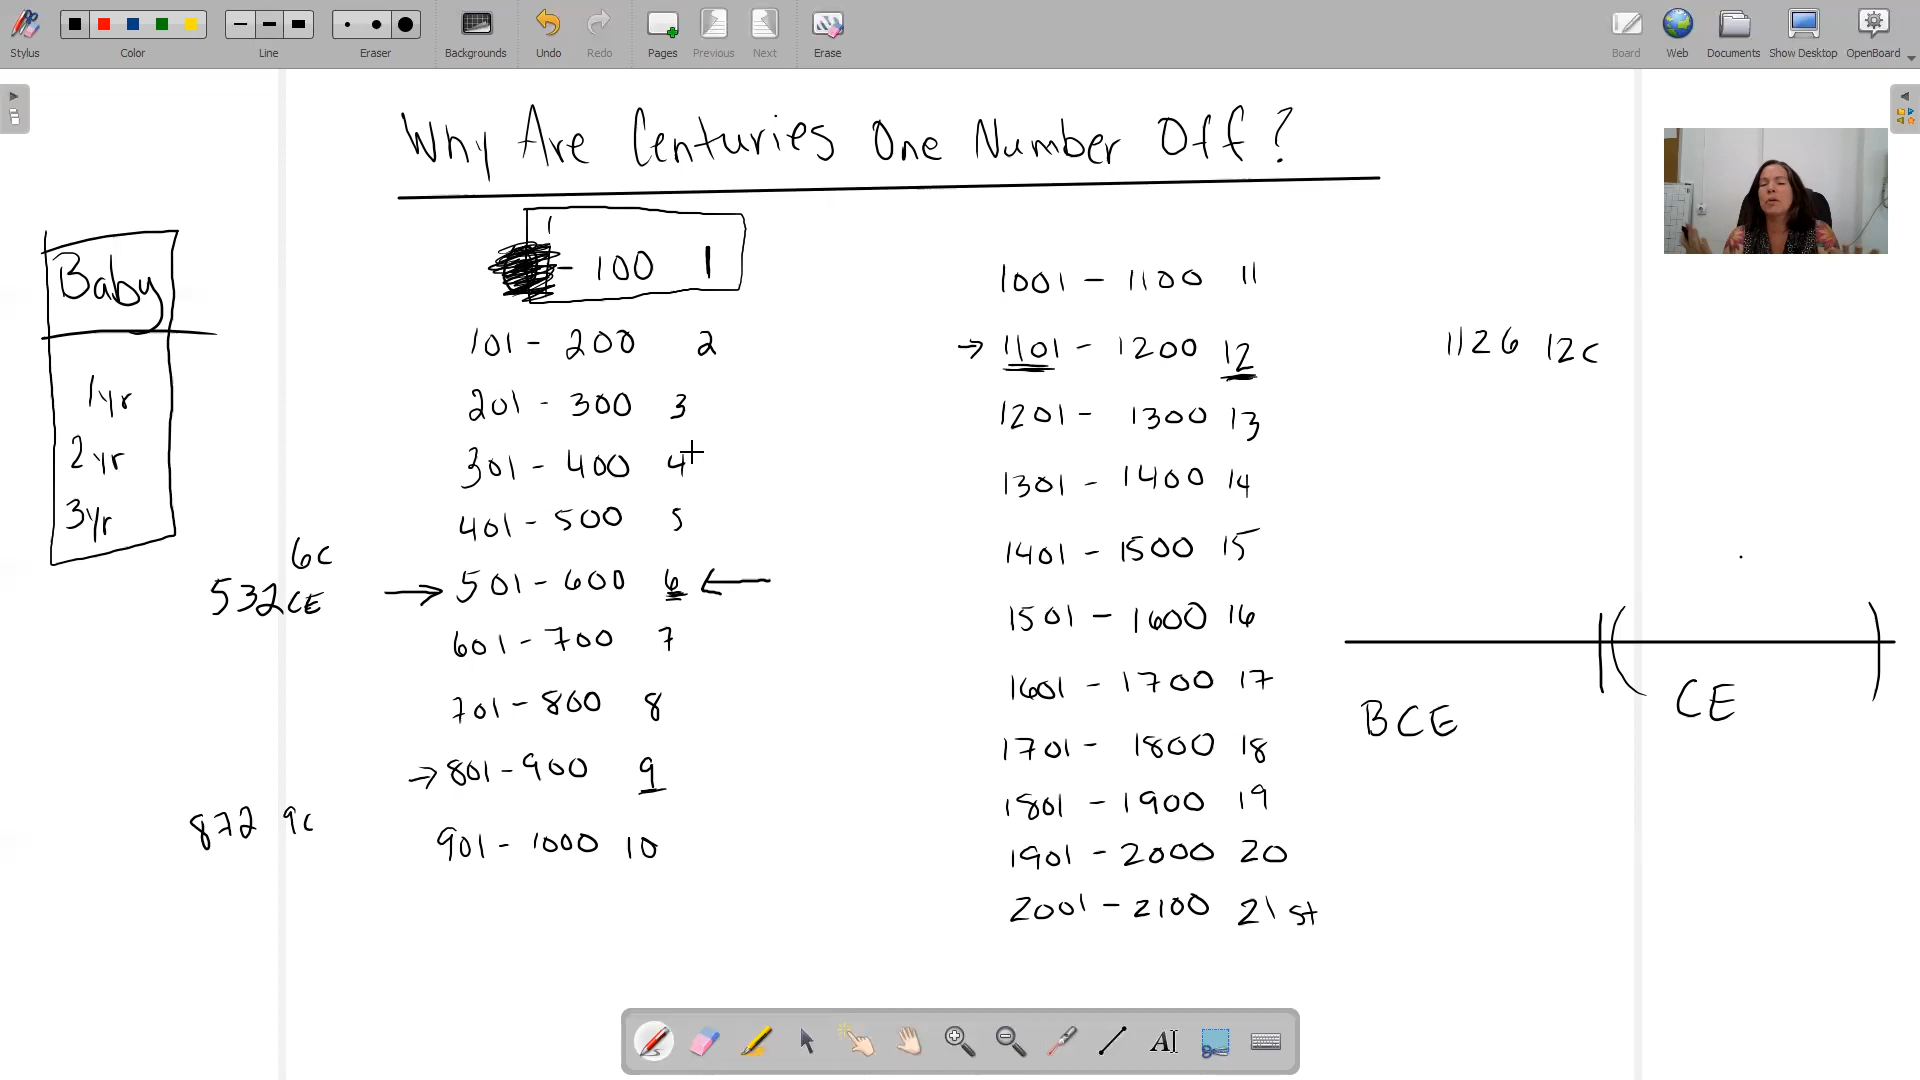 Stylus
Color
Line
Eraser
Backgrounds
Undo
Redo
Pages
Previous
Next
Erase
Board
Web
Documents
Show Desktop
OpenBoard
Why Are Centuries One Number Off?
Baby
1yr
2yr
3yr
1
- 100 1
101 - 200 2
201 - 300 3
301 - 400 4
401 - 500 5
6c
532CE
→ 501 - 600 6 ←
601 - 700 7
701 - 800 8
→ 801 - 900 9
872 9c
901 - 1000 10
1001 - 1100 11
→ 1101 - 1200 12
1201 - 1300 13
1301 - 1400 14
1401 - 1500 15
1501 - 1600 16
1601 - 1700 17
1701 - 1800 18
1801 - 1900 19
1901 - 2000 20
2001 - 2100 21st
1126 12c
BCE
CE